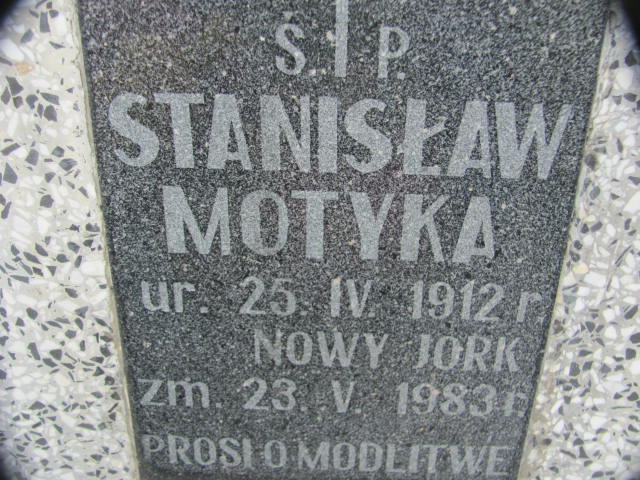 Ś. P.
STANISŁAW
MOTYKA
ur. 25. IV. 1912 r.
NOWY JORK
zm. 23. V. 1983 r.
PROSI O MODLITWĘ